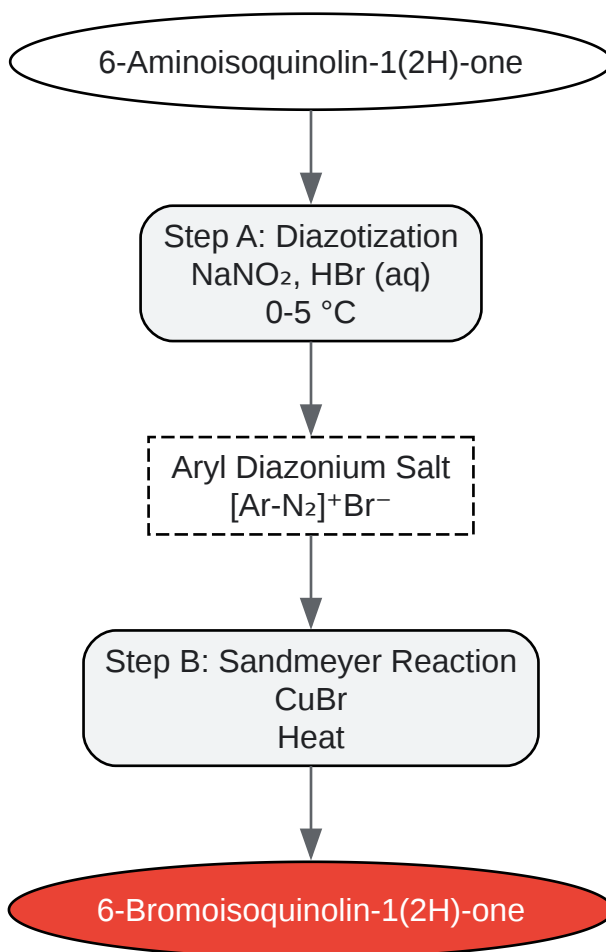 6-Aminoisoquinolin-1(2H)-one
Step A: Diazotization
NaNO₂, HBr (aq)
0-5 °C
Aryl Diazonium Salt
[Ar-N₂]⁺Br⁻
Step B: Sandmeyer Reaction
CuBr
Heat
6-Bromoisoquinolin-1(2H)-one